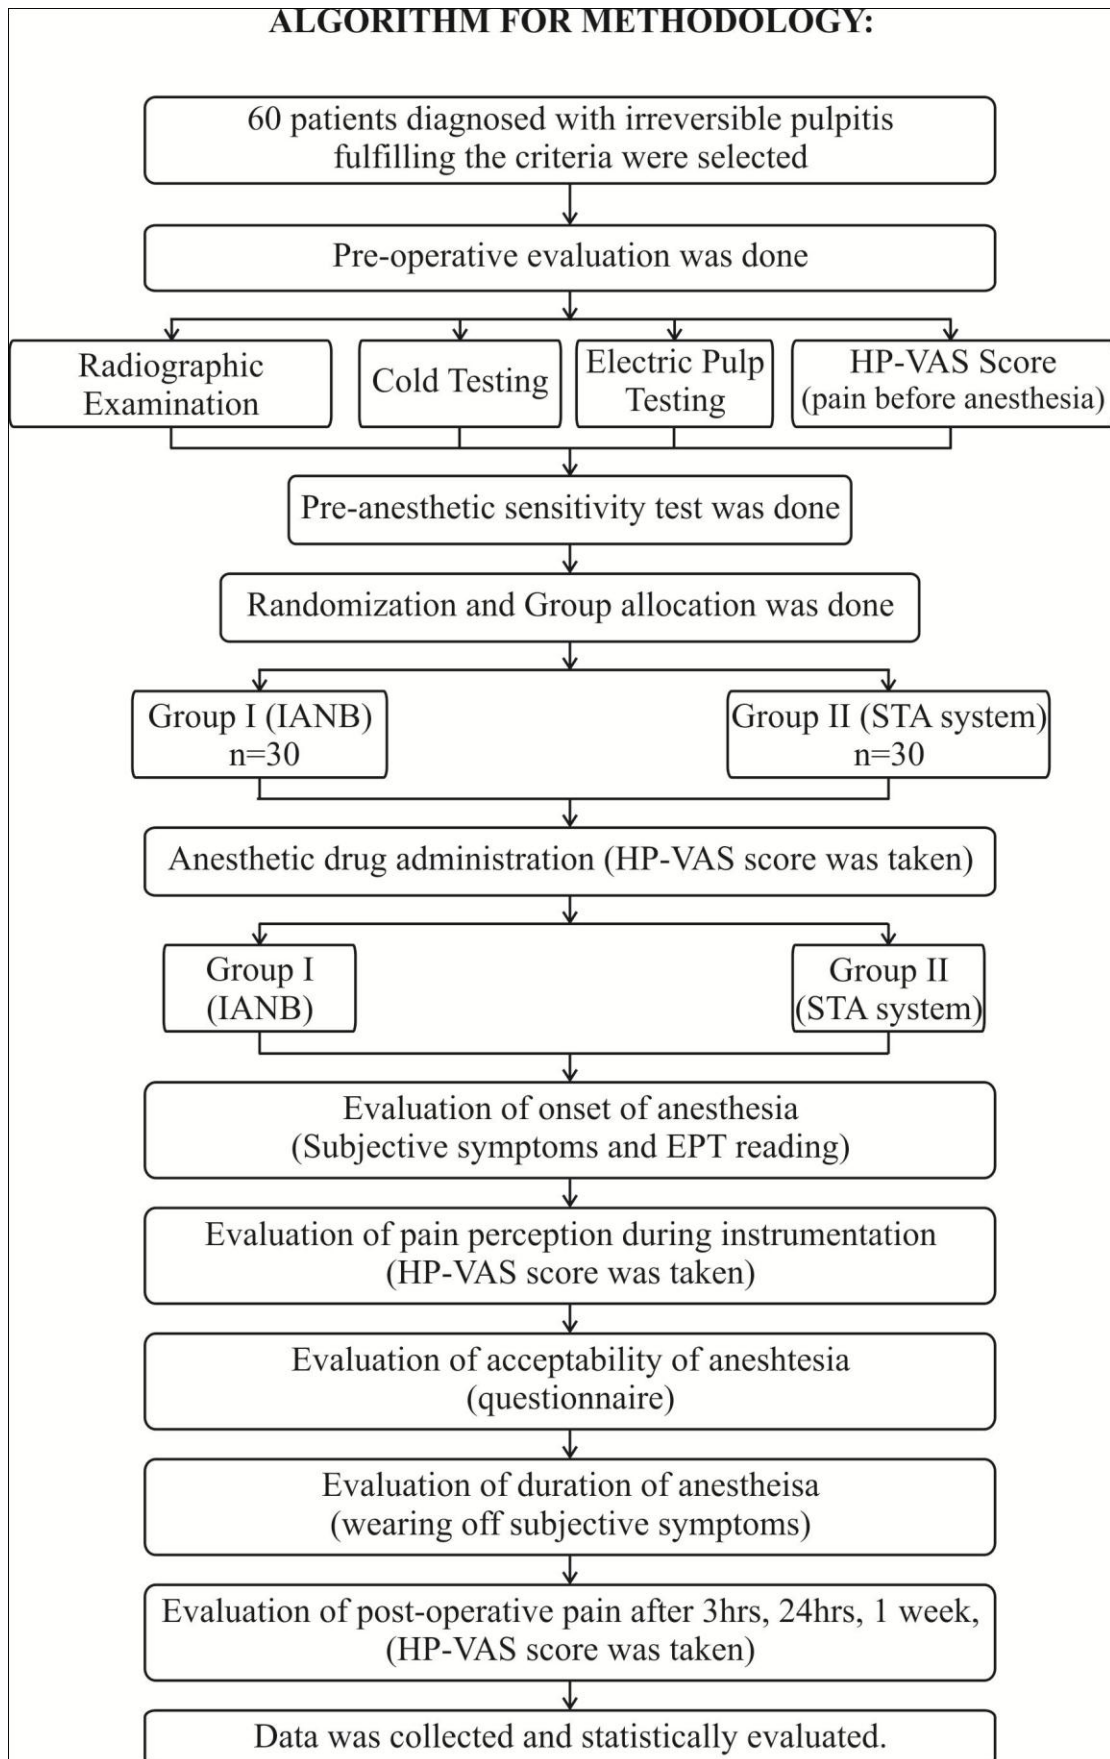 ALGORITHM FOR METHODOLOGY:
60 patients diagnosed with irreversible pulpitis
fulfilling the criteria were selected
Pre-operative evaluation was done
Radiographic
Examination
Cold Testing
Electric Pulp
Testing
HP-VAS Score
(pain before anesthesia)
Pre-anesthetic sensitivity test was done
Randomization and Group allocation was done
Group I (IANB)
n=30
Group II (STA system)
n=30
Anesthetic drug administration (HP-VAS score was taken)
Group I
(IANB)
Group II
(STA system)
Evaluation of onset of anesthesia
(Subjective symptoms and EPT reading)
Evaluation of pain perception during instrumentation
(HP-VAS score was taken)
Evaluation of acceptability of aneshtesia
(questionnaire)
Evaluation of duration of anestheisa
(wearing off subjective symptoms)
Evaluation of post-operative pain after 3hrs, 24hrs, 1 week,
(HP-VAS score was taken)
Data was collected and statistically evaluated.